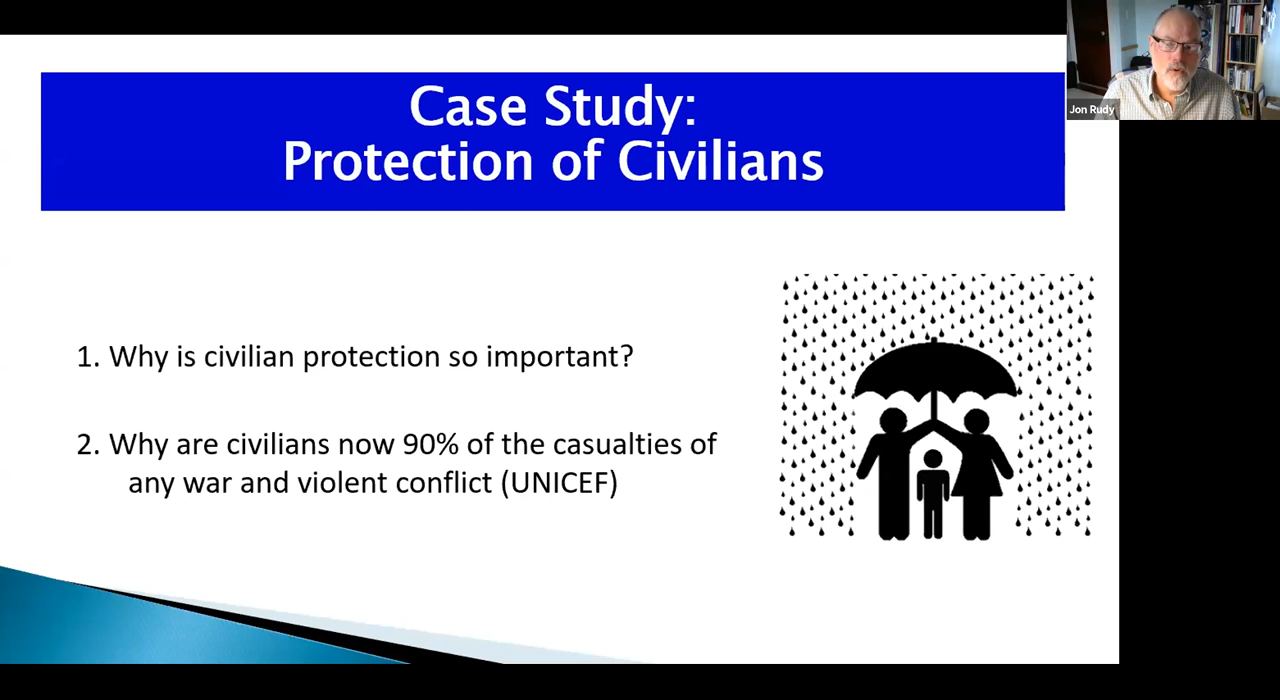 Case Study:
Protection of Civilians
Jon Rudy
1. Why is civilian protection so important?
2. Why are civilians now 90% of the casualties of
any war and violent conflict (UNICEF)